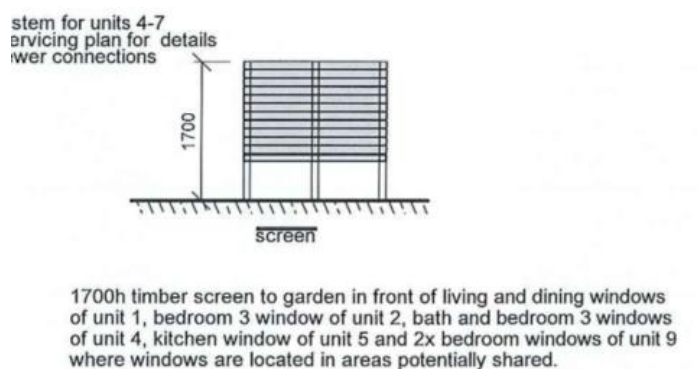 stem for units 4-7
ervicing plan for details
wer connections
1700
screen
1700h timber screen to garden in front of living and dining windows
of unit 1, bedroom 3 window of unit 2, bath and bedroom 3 windows
of unit 4, kitchen window of unit 5 and 2x bedroom windows of unit 9
where windows are located in areas potentially shared.